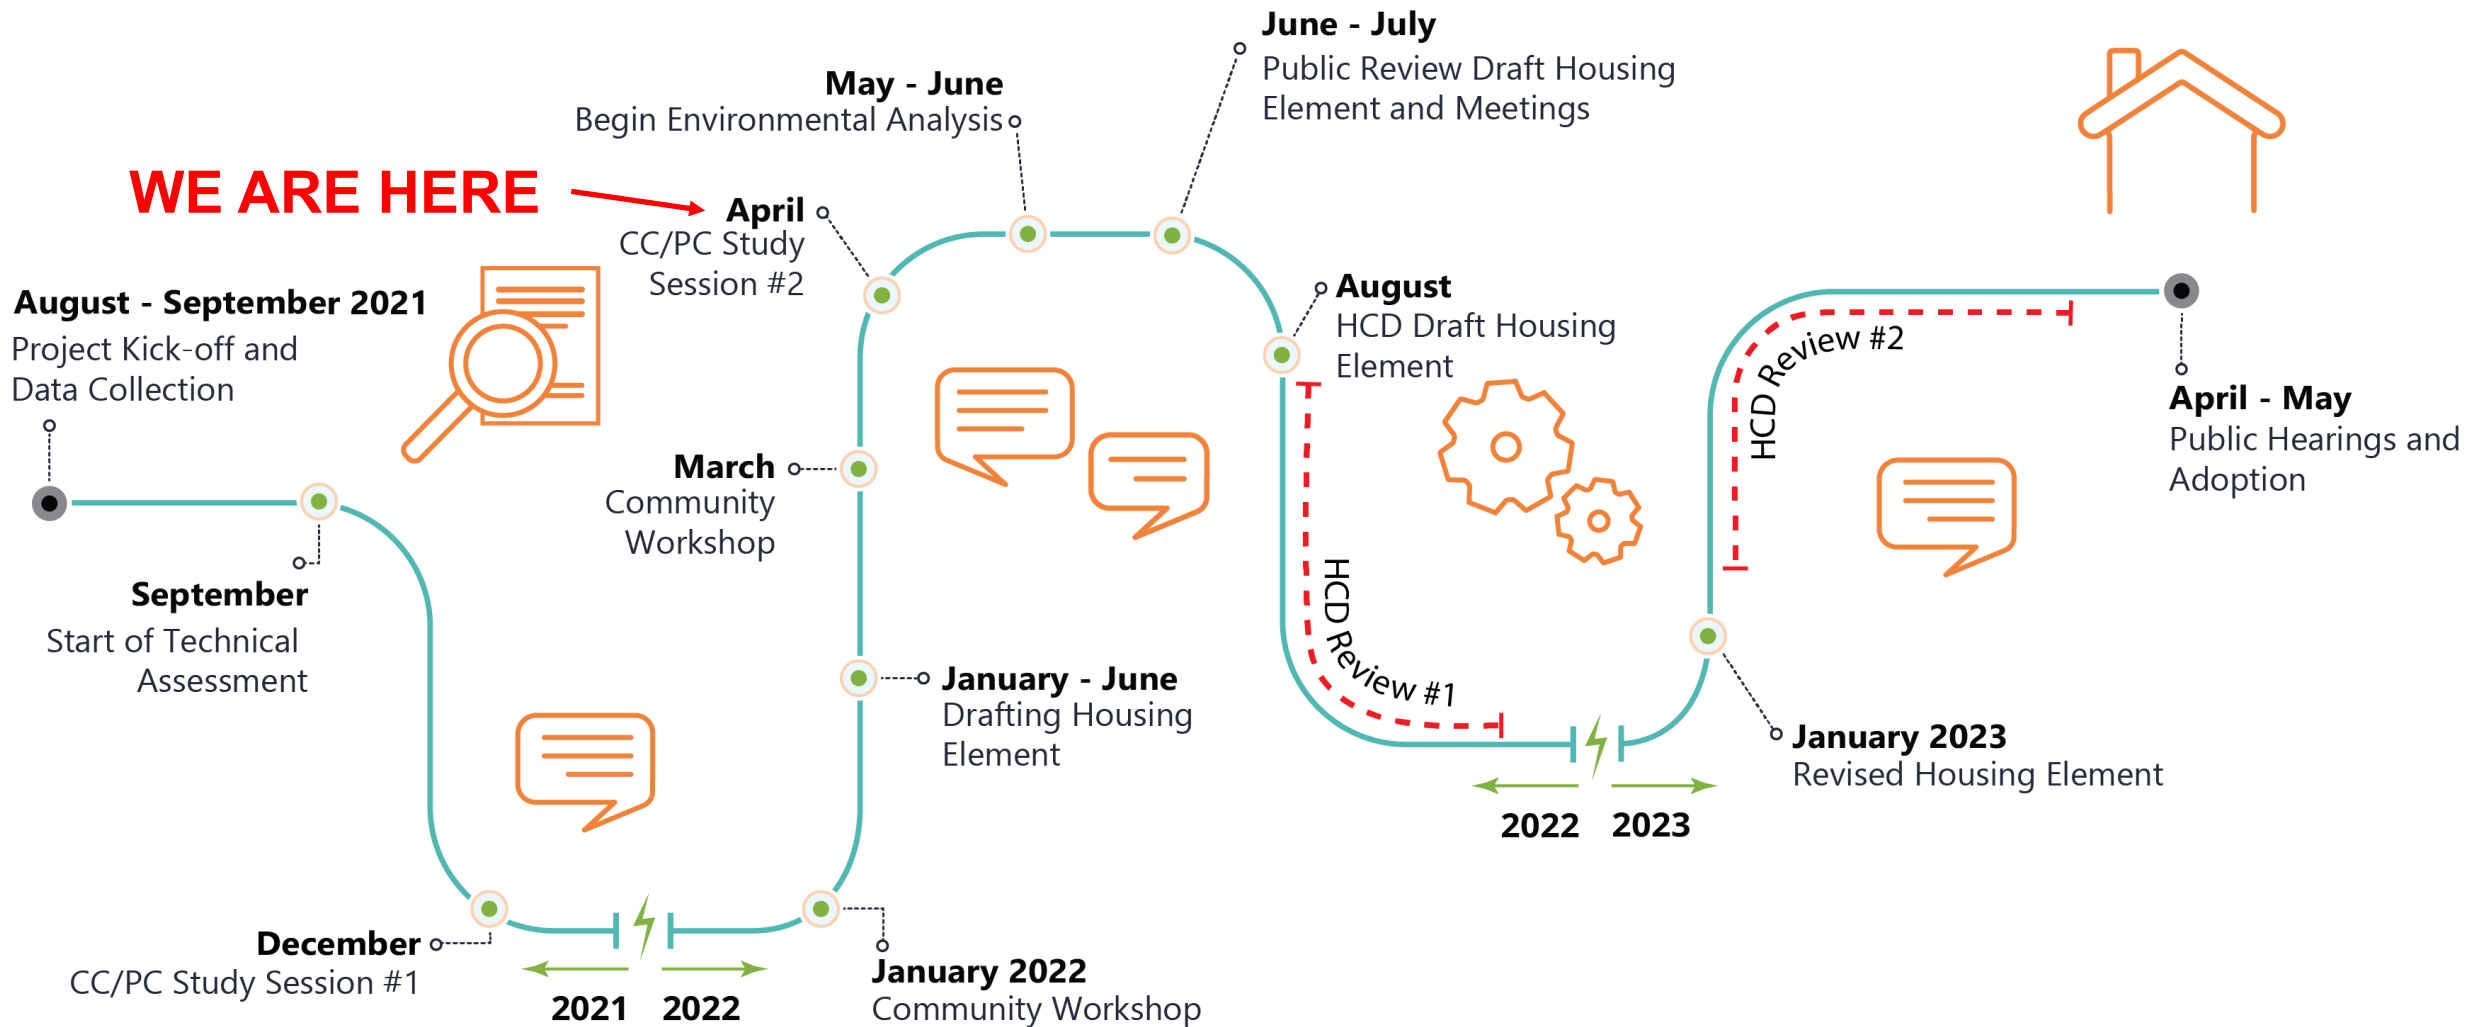 August - September 2021
Project Kick-off and
Data Collection
September
Start of Technical
Assessment
December
CC/PC Study Session #1
2021
2022
January 2022
Community Workshop
January - June
Drafting Housing
Element
March
Community
Workshop
WE ARE HERE
April
CC/PC Study
Session #2
May - June
Begin Environmental Analysis
June - July
Public Review Draft Housing
Element and Meetings
August
HCD Draft Housing
Element
HCD Review #1
2022
2023
January 2023
Revised Housing Element
HCD Review #2
April - May
Public Hearings and
Adoption